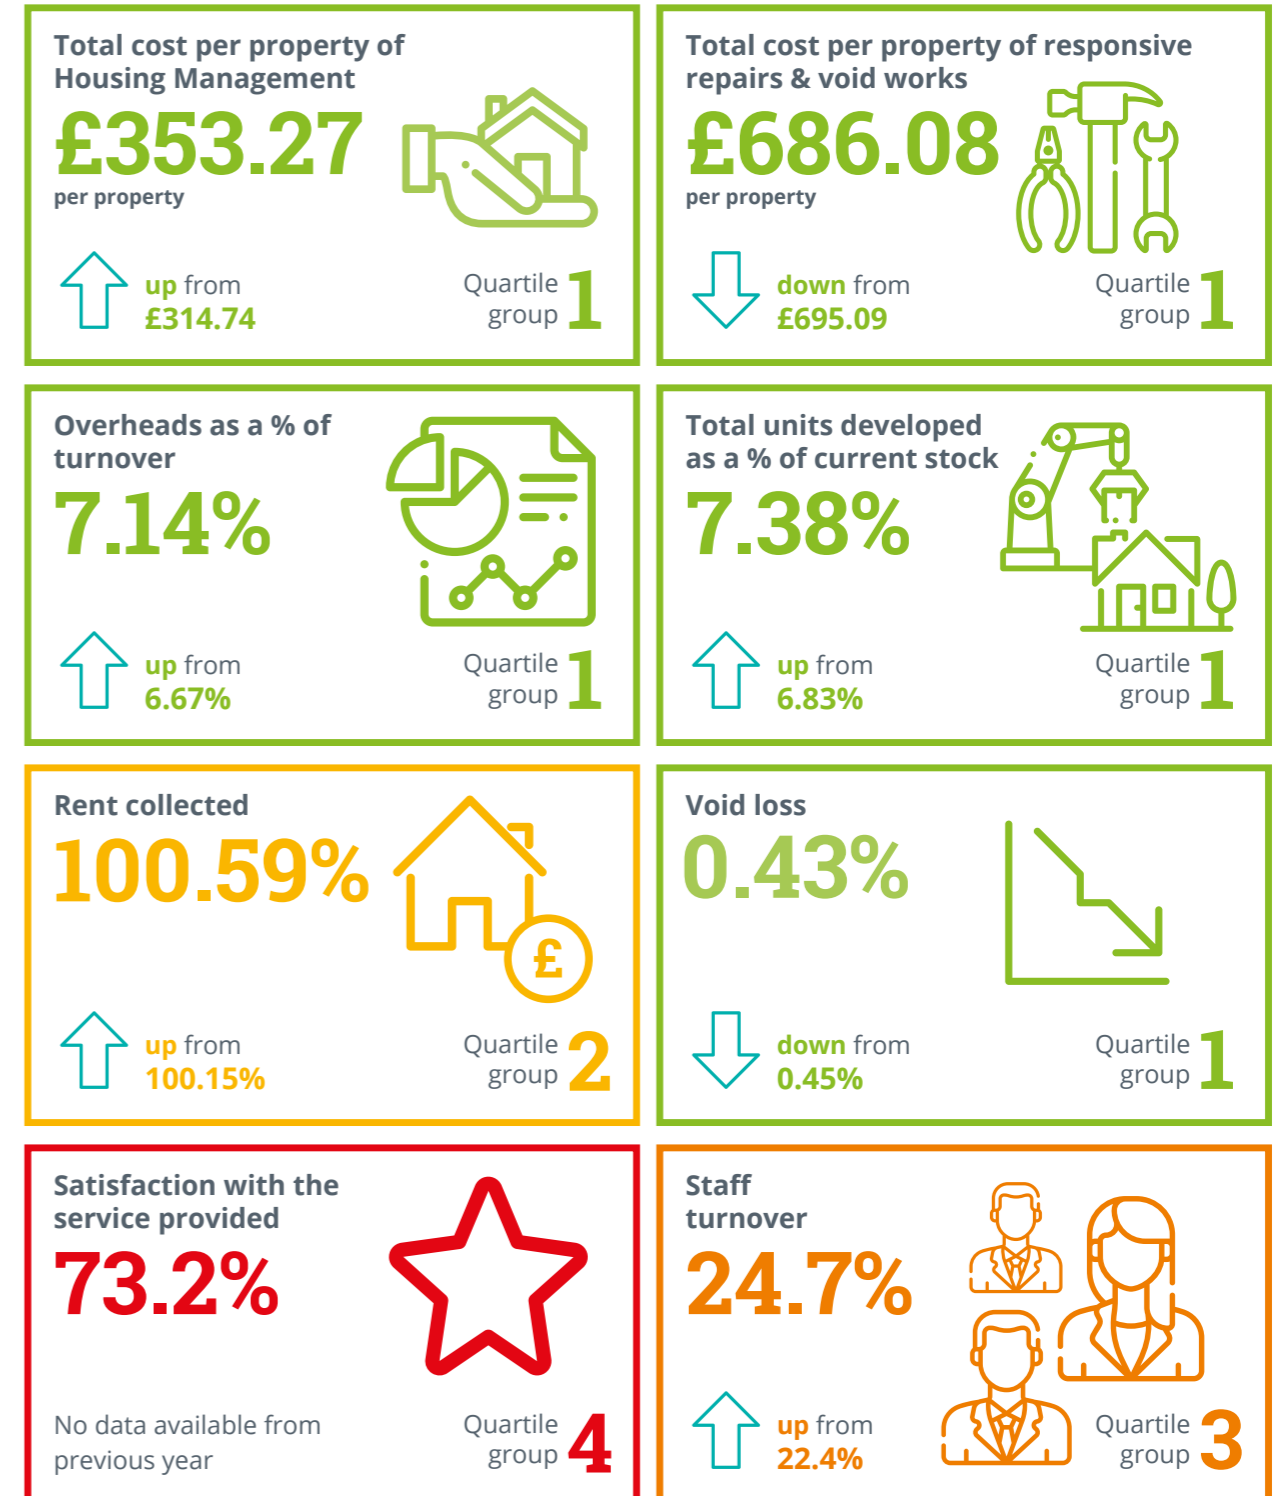 Total cost per property of
Housing Management
£353.27
per property
up from
£314.74
Quartile
group 1
Total cost per property of responsive
repairs & void works
£686.08
per property
down from
£695.09
Quartile
group 1
Overheads as a % of
turnover
7.14%
up from
6.67%
Quartile
group 1
Total units developed
as a % of current stock
7.38%
up from
6.83%
Quartile
group 1
Rent collected
100.59%
£
up from
100.15%
Quartile
group 2
Void loss
0.43%
down from
0.45%
Quartile
group 1
Satisfaction with the
service provided
73.2%
No data available from
previous year
Quartile
group 4
Staff
turnover
24.7%
up from
22.4%
Quartile
group 3